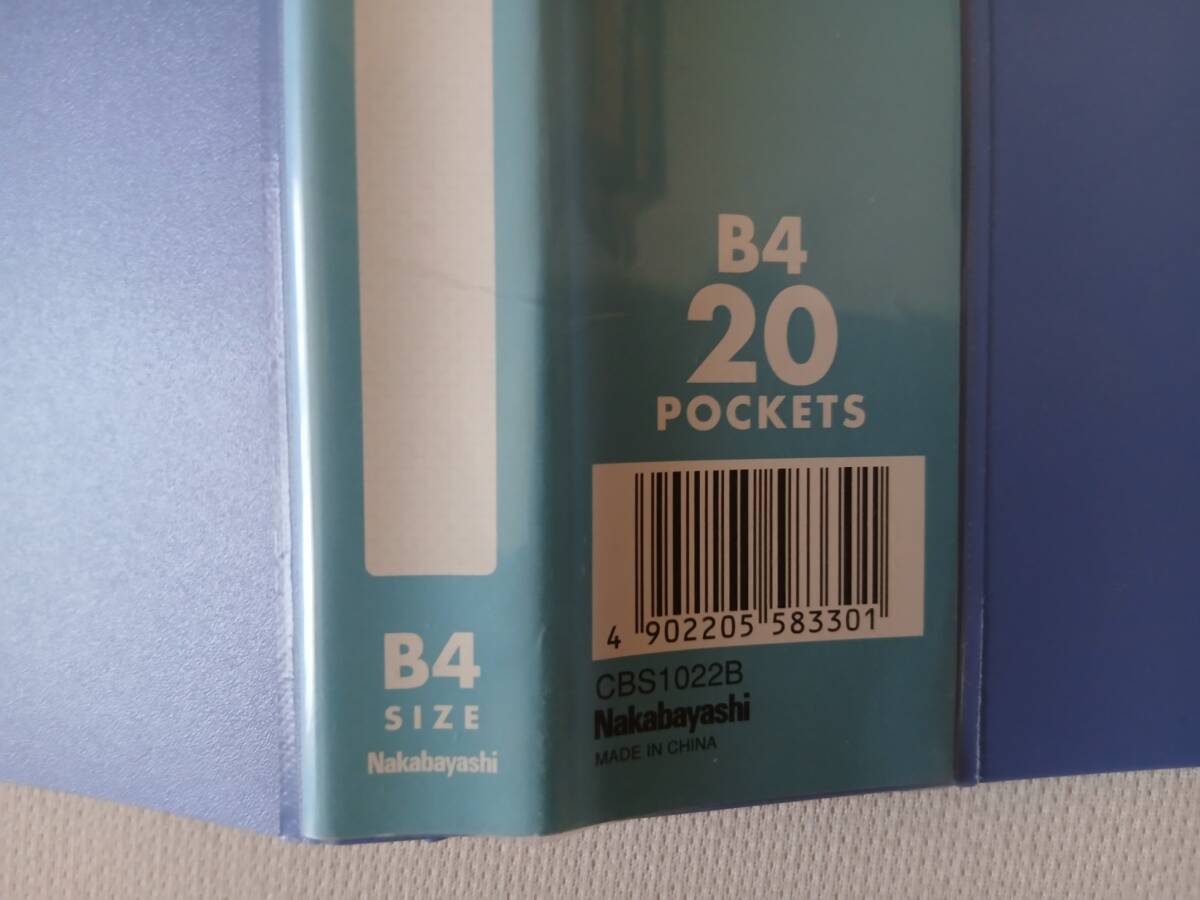 B4
SIZE
Nakabayashi
B4
20
POCKETS
4 902205 583301
CBS1022B
Nakabayashi
MADE IN CHINA